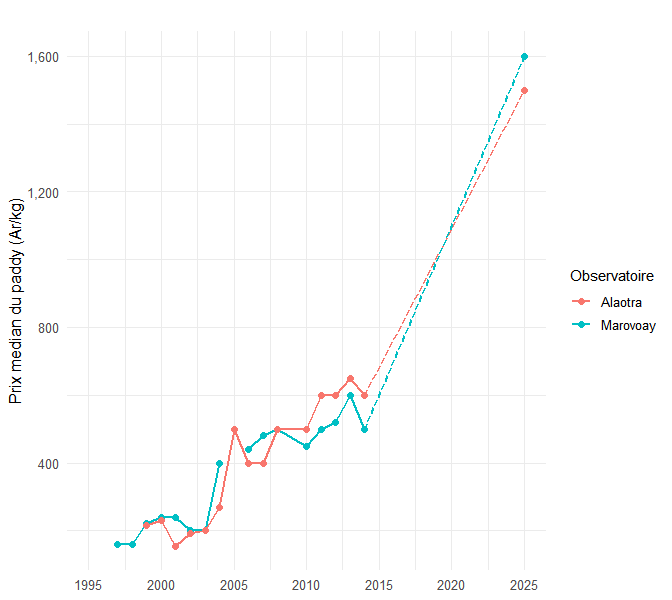 1,600
1,200
800
400
Prix median du paddy (Ar/kg)
1995 2000 2005 2010 2015 2020 2025
Observatoire
Alaotra
Marovoay